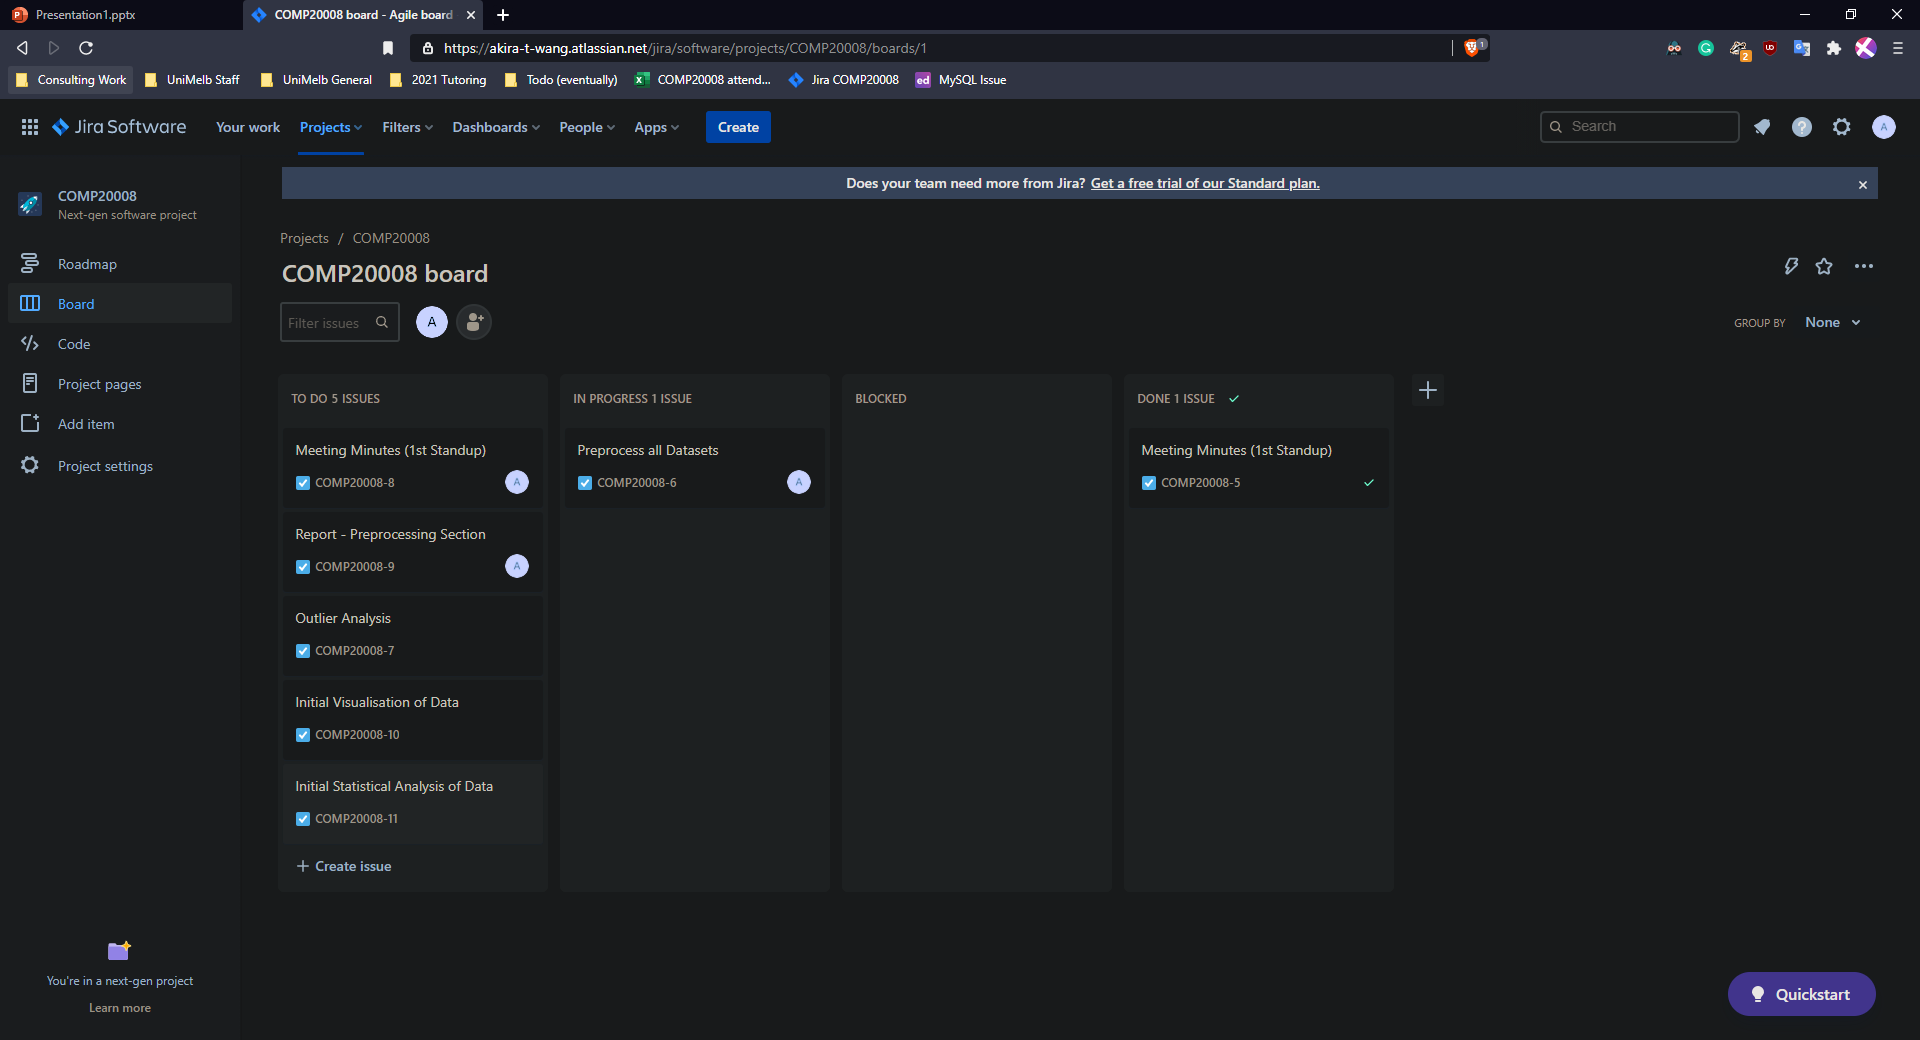 Presentation1.pptx
COMP20008 board - Agile board
https://akira-t-wang.atlassian.net/jira/software/projects/COMP20008/boards/1
1
2
Consulting Work
UniMelb Staff
UniMelb General
2021 Tutoring
Todo (eventually)
COMP20008 attend...
Jira COMP20008
ed
MySQL Issue
Jira Software
Your work
Projects
Filters
Dashboards
People
Apps
Create
Search
A
COMP20008
Next-gen software project
Roadmap
Board
Code
Project pages
Add item
Project settings
You're in a next-gen project
Learn more
Does your team need more from Jira? Get a free trial of our Standard plan.
Projects / COMP20008
COMP20008 board
Filter issues
A
GROUP BY None
TO DO 5 ISSUES
Meeting Minutes (1st Standup)
COMP20008-8
A
Report - Preprocessing Section
COMP20008-9
A
Outlier Analysis
COMP20008-7
Initial Visualisation of Data
COMP20008-10
Initial Statistical Analysis of Data
COMP20008-11
Create issue
IN PROGRESS 1 ISSUE
Preprocess all Datasets
COMP20008-6
A
BLOCKED
DONE 1 ISSUE
Meeting Minutes (1st Standup)
COMP20008-5
Quickstart